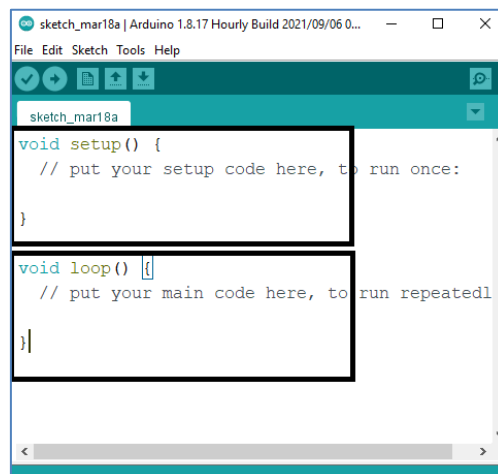 sketch_mar18a | Arduino 1.8.17 Hourly Build 2021/09/06 0...
File Edit Sketch Tools Help
sketch_mar18a
void setup() {
// put your setup code here, to run once:
}
void loop() {
// put your main code here, to run repeatedl
}